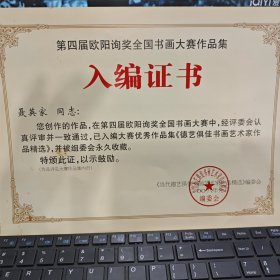 第四届欧阳询奖全国书画大赛作品集
入编证书
聂英家 同志：
您创作的作品，在第四届欧阳询奖全国书画大赛中，经评委会认
真评审并一致通过，已入编大赛优秀作品集《德艺俱佳书画艺术家作
品精选》，并被组委会永久收藏。
特颁此证，以示鼓励。
编委会